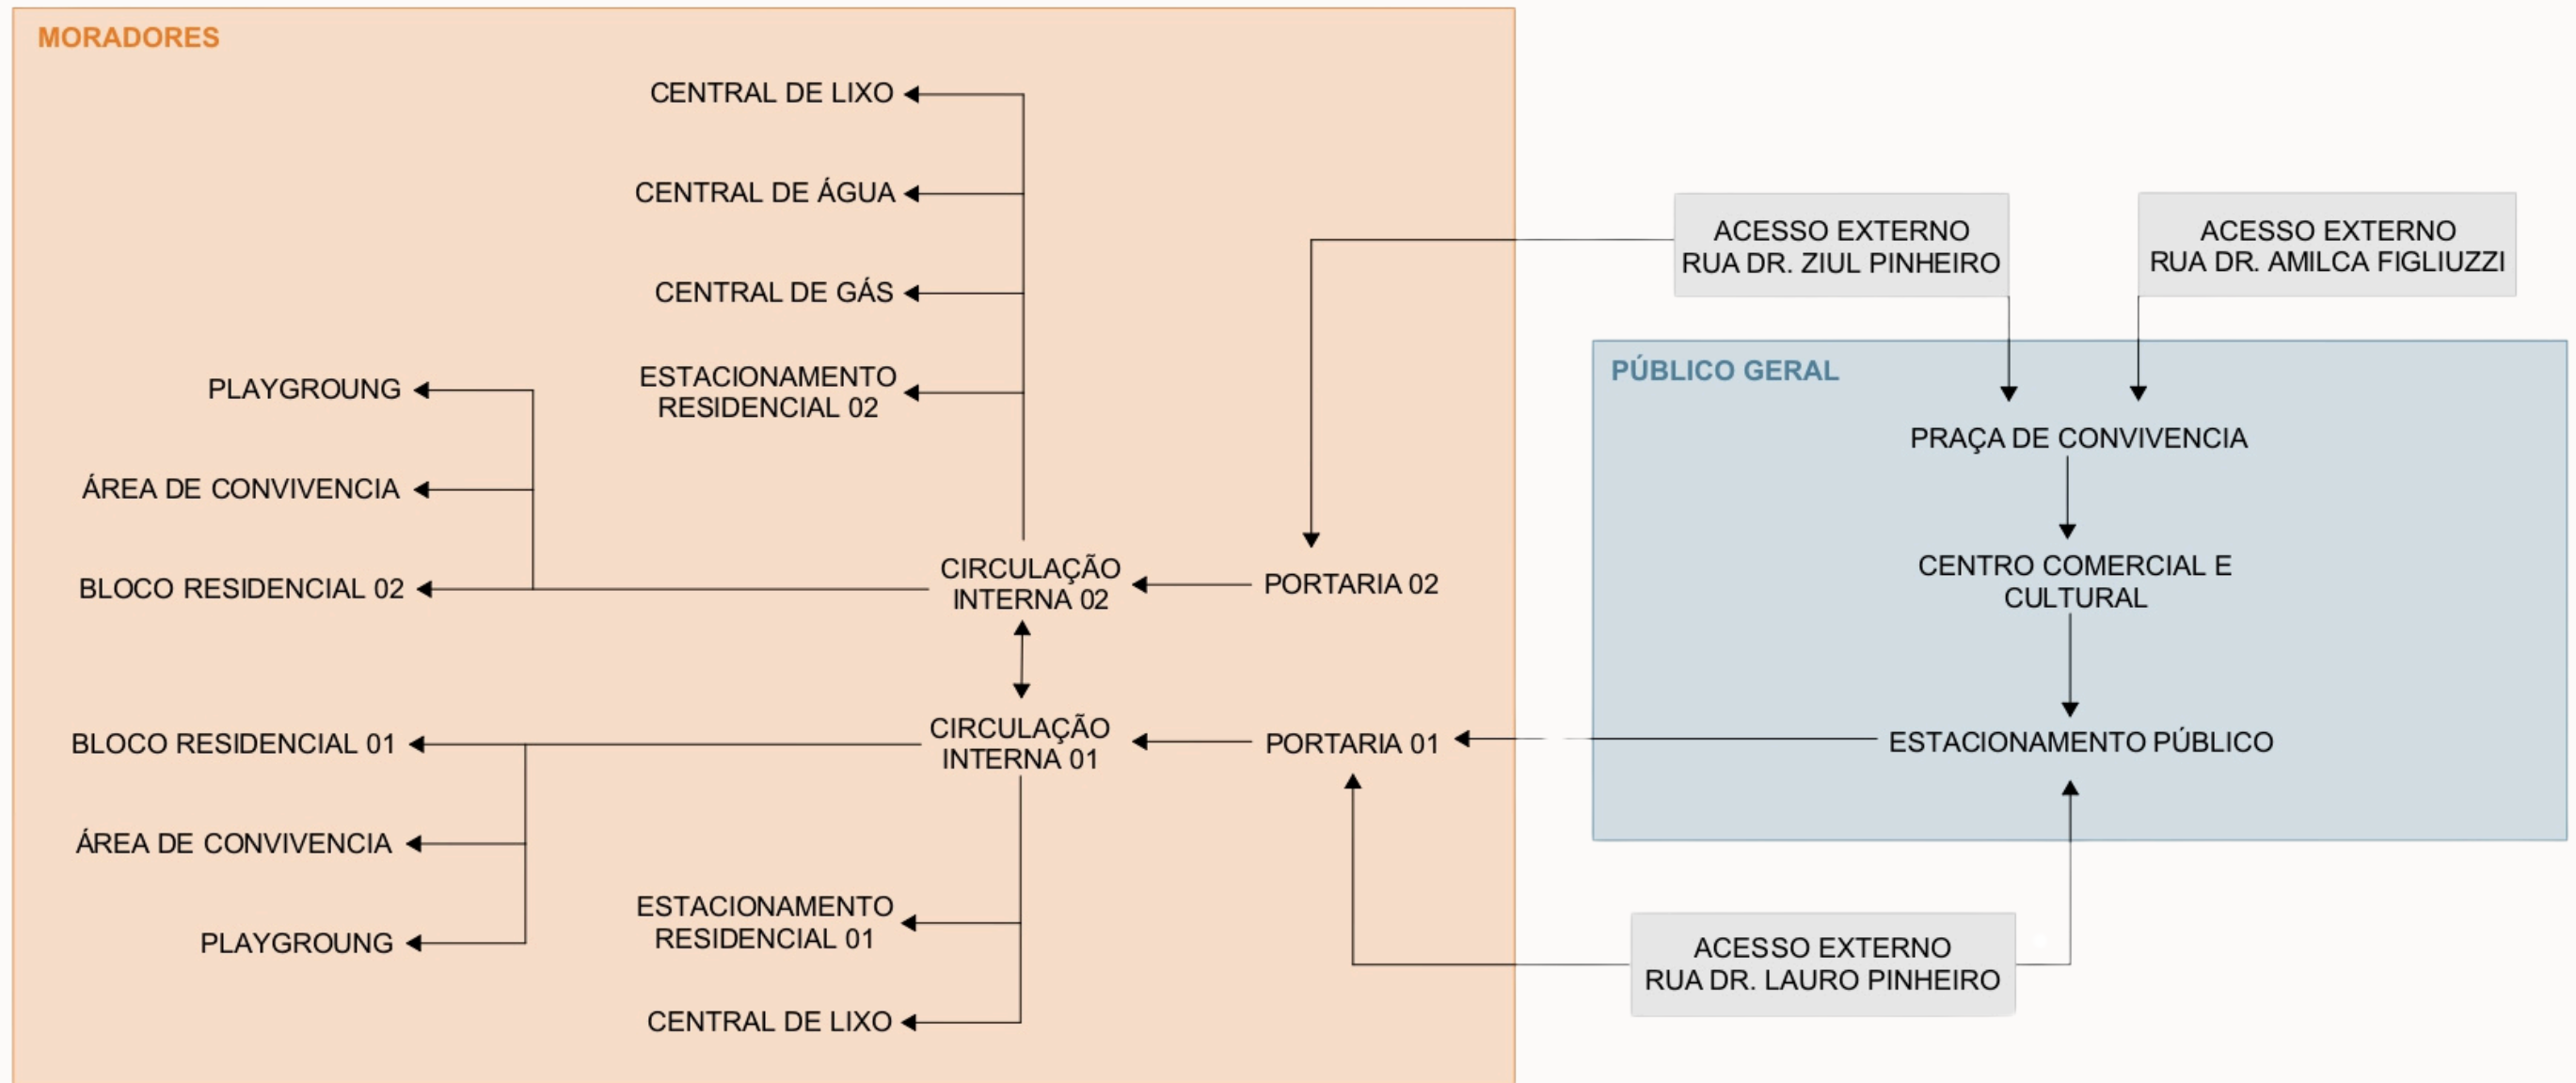 MORADORES
CENTRAL DE LIXO
CENTRAL DE ÁGUA
CENTRAL DE GÁS
ESTACIONAMENTO
RESIDENCIAL 02
PLAYGROUNG
ÁREA DE CONVIVENCIA
BLOCO RESIDENCIAL 02
CIRCULAÇÃO
INTERNA 02
PORTARIA 02
BLOCO RESIDENCIAL 01
CIRCULAÇÃO
INTERNA 01
PORTARIA 01
ÁREA DE CONVIVENCIA
PLAYGROUNG
ESTACIONAMENTO
RESIDENCIAL 01
CENTRAL DE LIXO
ACESSO EXTERNO
RUA DR. ZIUL PINHEIRO
ACESSO EXTERNO
RUA DR. AMILCA FIGLIUZZI
PÚBLICO GERAL
PRAÇA DE CONVIVENCIA
CENTRO COMERCIAL E
CULTURAL
ESTACIONAMENTO PÚBLICO
ACESSO EXTERNO
RUA DR. LAURO PINHEIRO